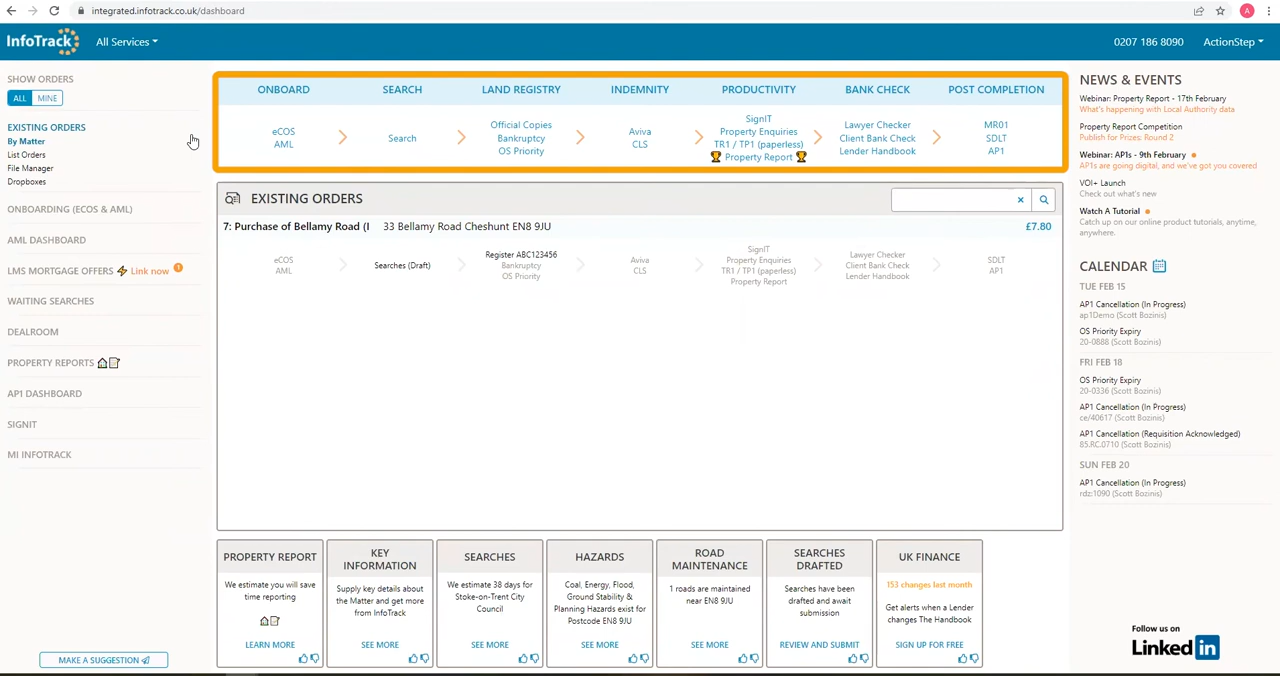 integrated.infotrack.co.uk/dashboard
A
InfoTrack
All Services
0207 186 8090
ActionStep
SHOW ORDERS
ALL
MINE
EXISTING ORDERS
By Matter
List Orders
File Manager
Dropboxes
ONBOARDING (ECOS & AML)
AML DASHBOARD
LMS MORTGAGE OFFERS Link now 1
WAITING SEARCHES
DEALROOM
PROPERTY REPORTS
AP1 DASHBOARD
SIGNIT
MI INFOTRACK
MAKE A SUGGESTION
ONBOARD
SEARCH
LAND REGISTRY
INDEMNITY
PRODUCTIVITY
BANK CHECK
POST COMPLETION
eCOS
AML
Search
Official Copies
Bankruptcy
OS Priority
Aviva
CLS
SignIT
Property Enquiries
TR1 / TP1 (paperless)
Property Report
Lawyer Checker
Client Bank Check
Lender Handbook
MR01
SDLT
AP1
EXISTING ORDERS
×
7: Purchase of Bellamy Road (I
33 Bellamy Road Cheshunt EN8 9JU
£7.80
eCOS
AML
Searches (Draft)
Register ABC123456
Bankruptcy
OS Priority
Aviva
CLS
SignIT
Property Enquiries
TR1 / TP1 (paperless)
Property Report
Lawyer Checker
Client Bank Check
Lender Handbook
SDLT
AP1
PROPERTY REPORT
We estimate you will save
time reporting
LEARN MORE
KEY
INFORMATION
Supply key details about
the Matter and get more
from InfoTrack
SEE MORE
SEARCHES
We estimate 38 days for
Stoke-on-Trent City
Council
SEE MORE
HAZARDS
Coal, Energy, Flood,
Ground Stability &
Planning Hazards exist for
Postcode EN8 9JU
SEE MORE
ROAD
MAINTENANCE
1 roads are maintained
near EN8 9JU
SEE MORE
SEARCHES
DRAFTED
Searches have been
drafted and await
submission
REVIEW AND SUBMIT
UK FINANCE
153 changes last month
Get alerts when a Lender
changes The Handbook
SIGN UP FOR FREE
NEWS & EVENTS
Webinar: Property Report - 17th February
What's happening with Local Authority data
Property Report Competition
Publish for Prizes: Round 2
Webinar: AP1s - 9th February
AP1s are going digital, and we've got you covered
VOI+ Launch
Check out what's new
Watch A Tutorial
Catch up on our online product tutorials, anytime,
anywhere.
CALENDAR
TUE FEB 15
AP1 Cancellation (In Progress)
ap1Demo (Scott Bozinis)
OS Priority Expiry
20-0888 (Scott Bozinis)
FRI FEB 18
OS Priority Expiry
20-0336 (Scott Bozinis)
AP1 Cancellation (In Progress)
ce/40617 (Scott Bozinis)
AP1 Cancellation (Requisition Acknowledged)
85.RC.0710 (Scott Bozinis)
SUN FEB 20
AP1 Cancellation (In Progress)
rdz:1090 (Scott Bozinis)
Follow us on
Linked in